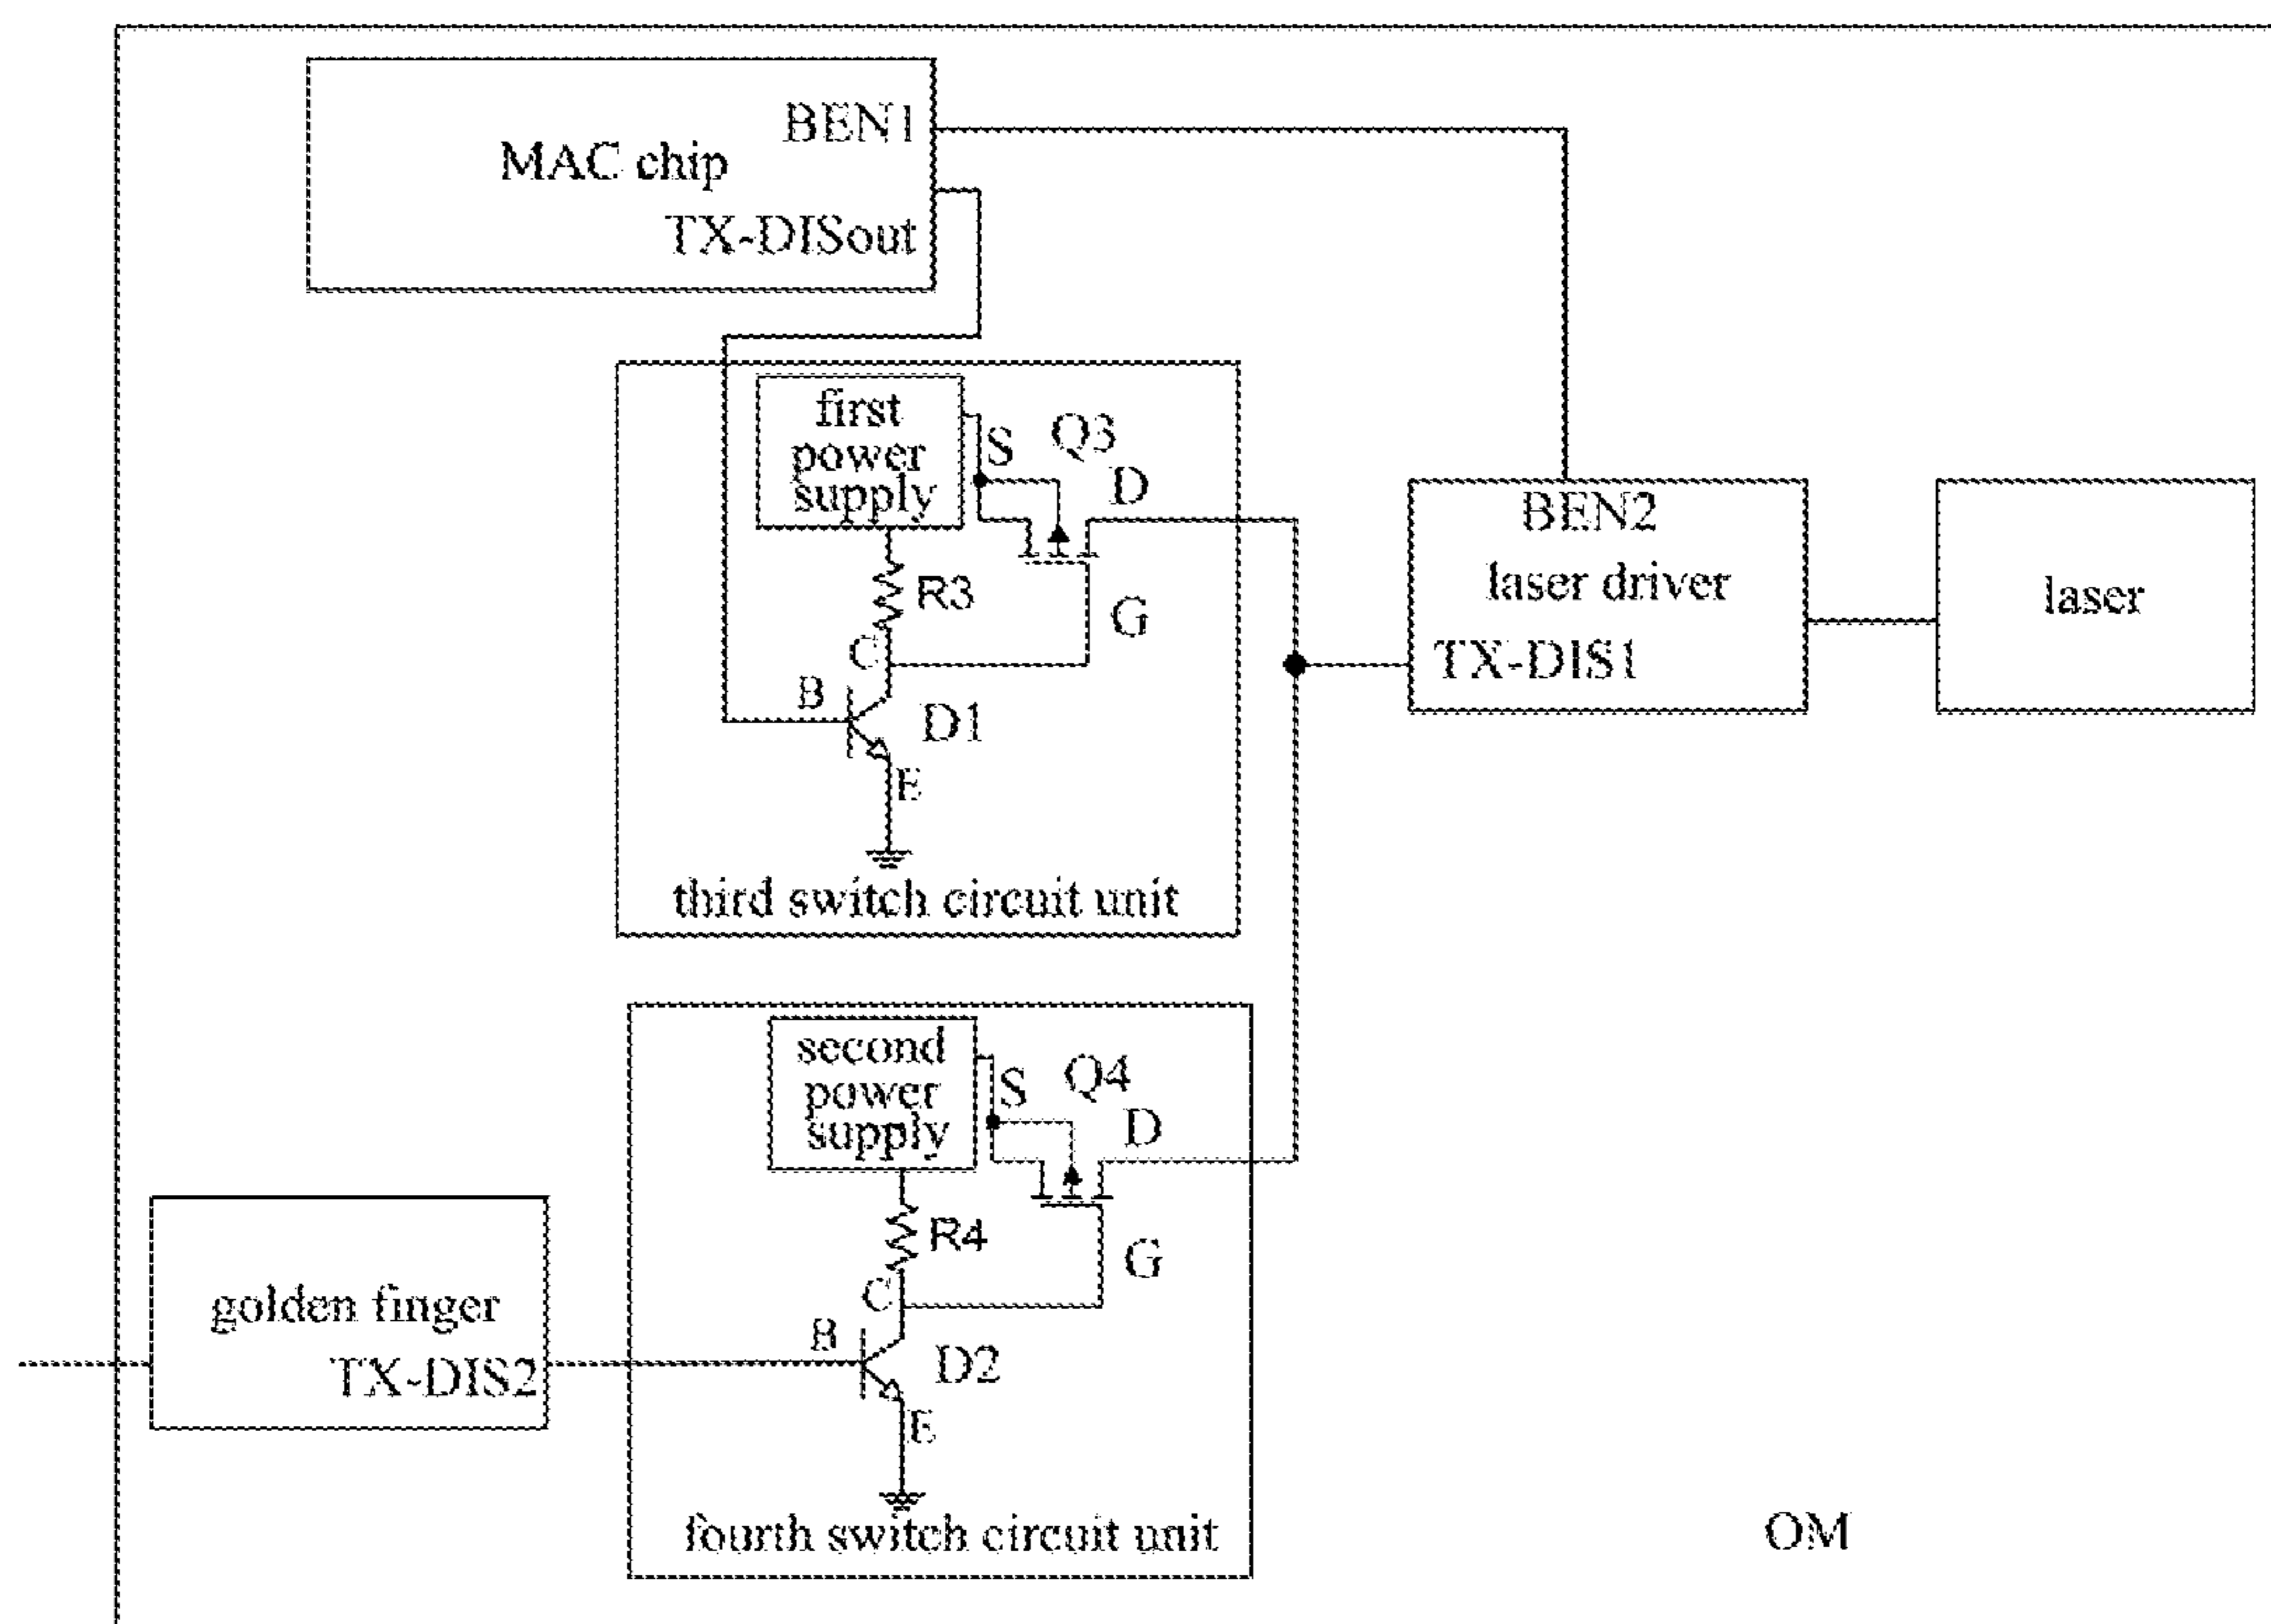 BEN1
MAC chip
TX-DISout
first
power
supply
S
Q3
D
R3
G
C
B
D1
E
third switch circuit unit
BEN2
laser driver
TX-DIS1
laser
second
power
supply
S
Q4
D
R4
G
C
B
D2
E
fourth switch circuit unit
golden finger
TX-DIS2
OM